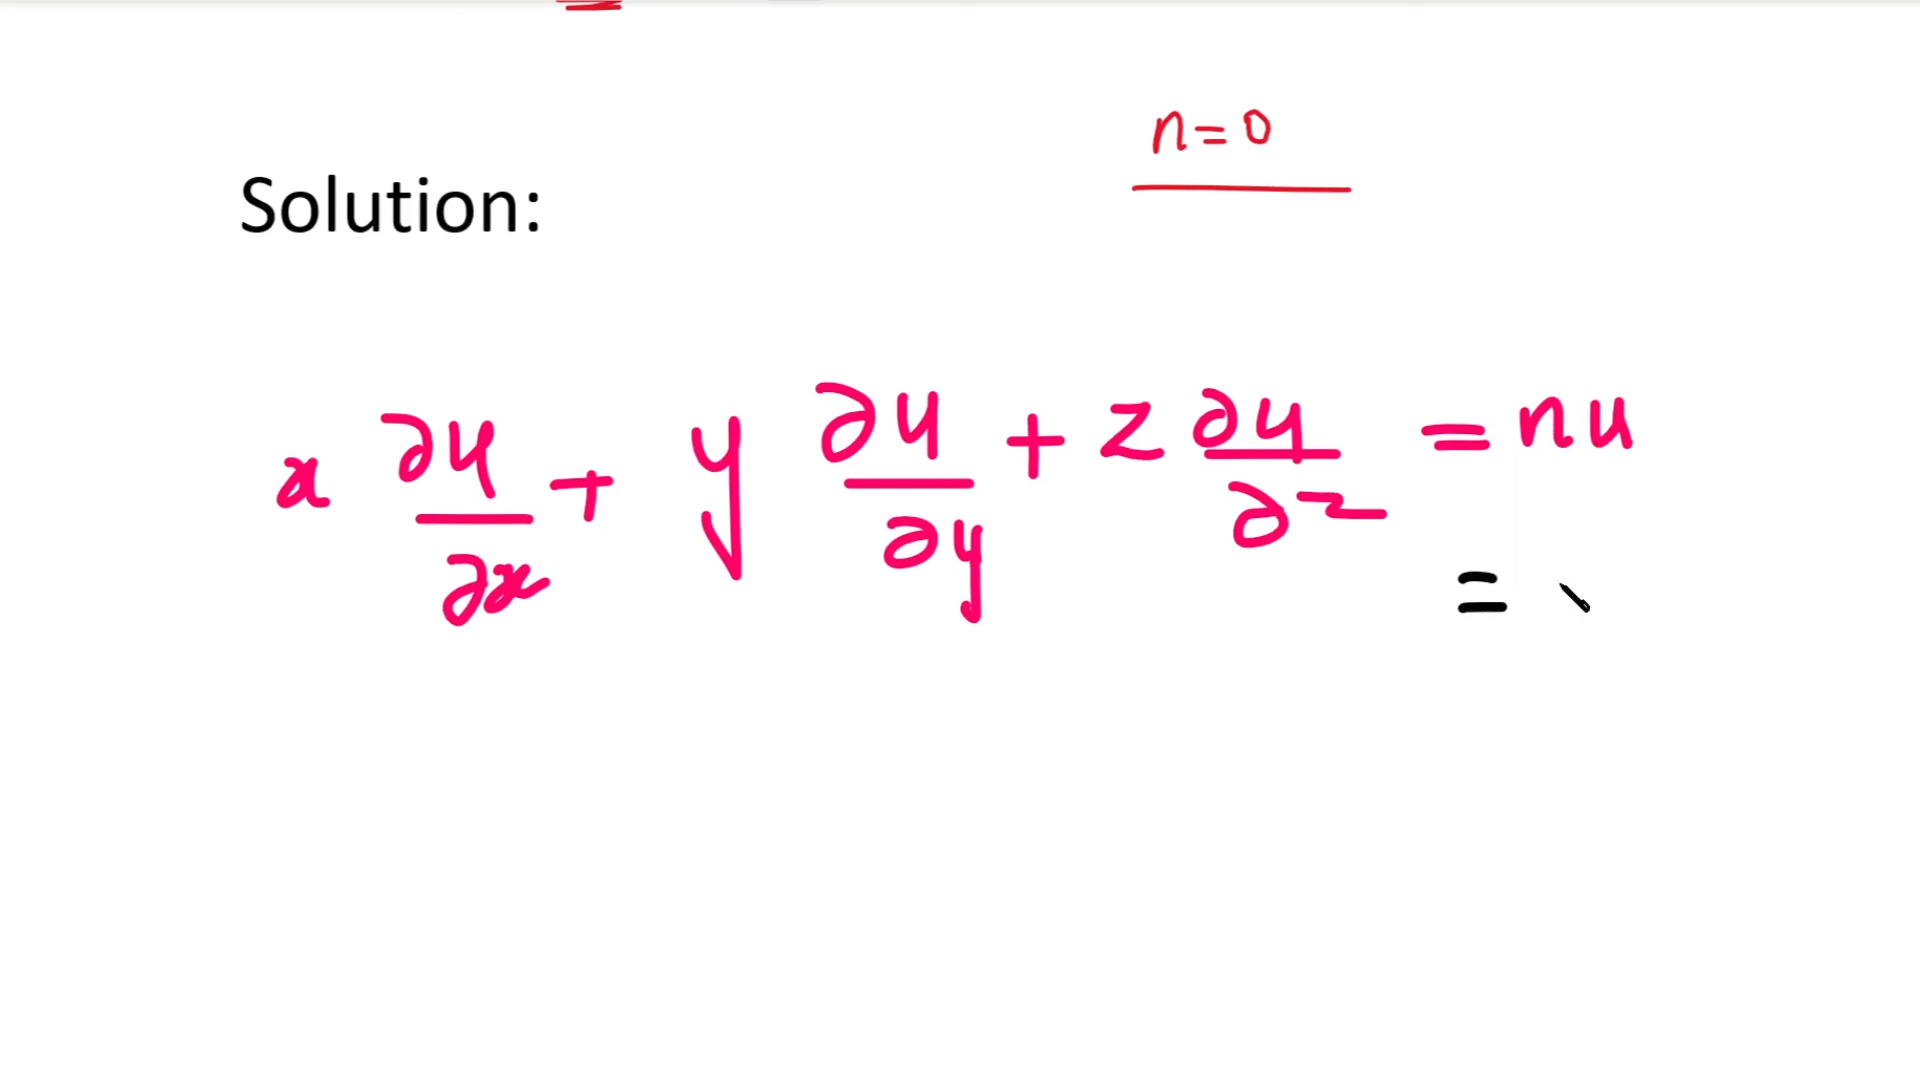 n=0
Solution:
x ∂u/∂x + y ∂u/∂y + z ∂u/∂z = nu
=